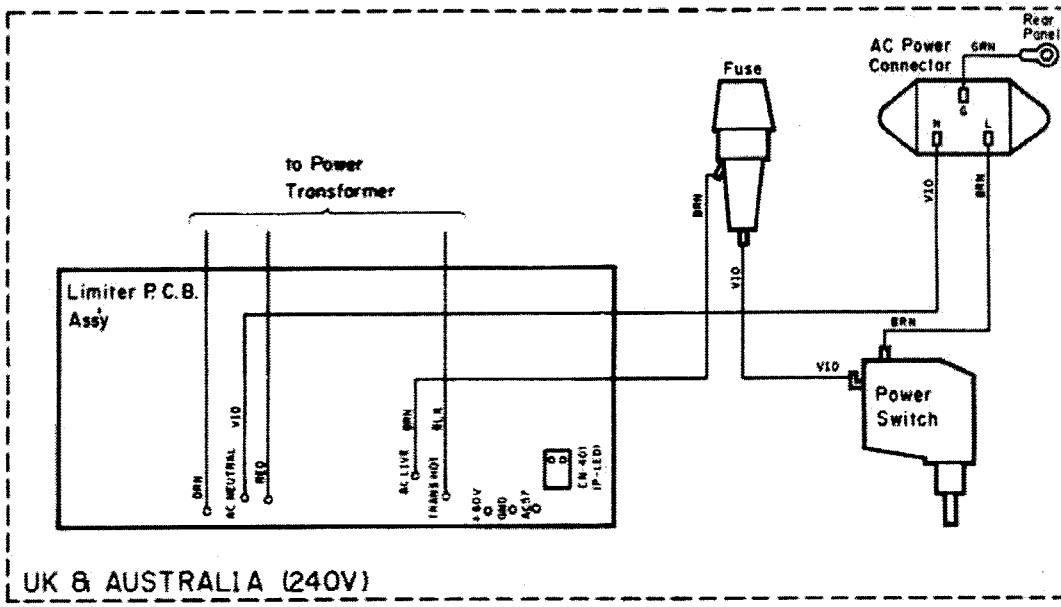 Rear
Panel
AC Power
Connector
GRN
Fuse
G
N
L
to Power
Transformer
VIO
BRN
BRN
VIO
Limiter P.C.B.
Ass'y
BRN
VIO
Power
Switch
BRN
AC NEUTRAL
VIO
RED
AC LIVE
BRN
TRANS HOT
BLK
+60V
GND
CN-401
(P-LED)
UK & AUSTRALIA (240V)